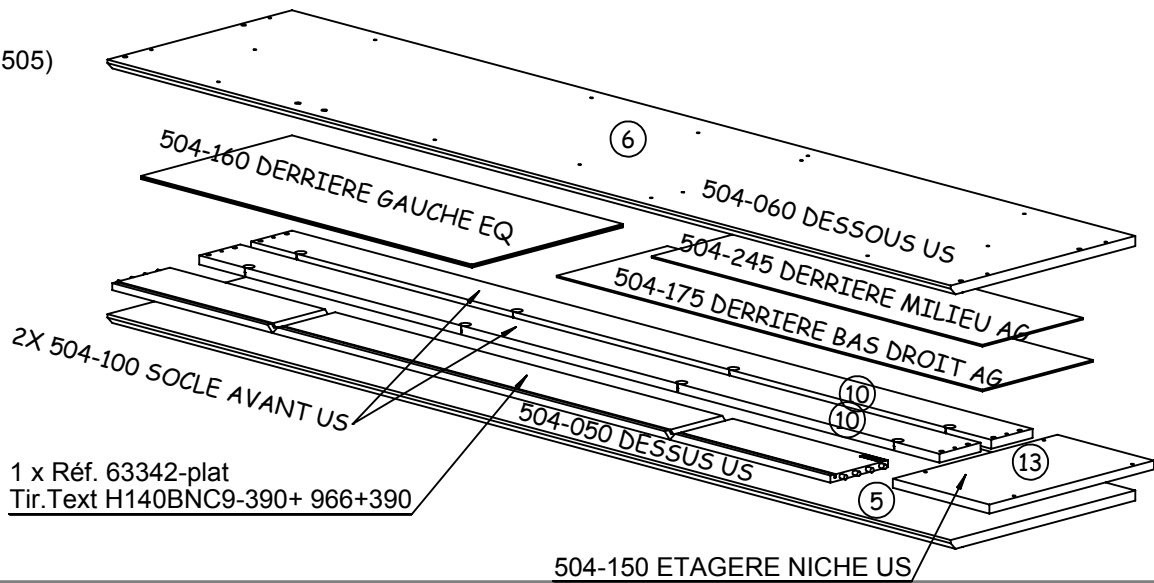 505)
6
504-160 DERRIERE GAUCHE EQ
504-060 DESSOUS US
504-245 DERRIERE MILIEU AG
504-175 DERRIERE BAS DROIT AG
2X 504-100 SOCLE AVANT US
10
10
504-050 DESSUS US
13
5
1 x Réf. 63342-plat
Tir.Text H140BNC9-390+ 966+390
504-150 ETAGERE NICHE US